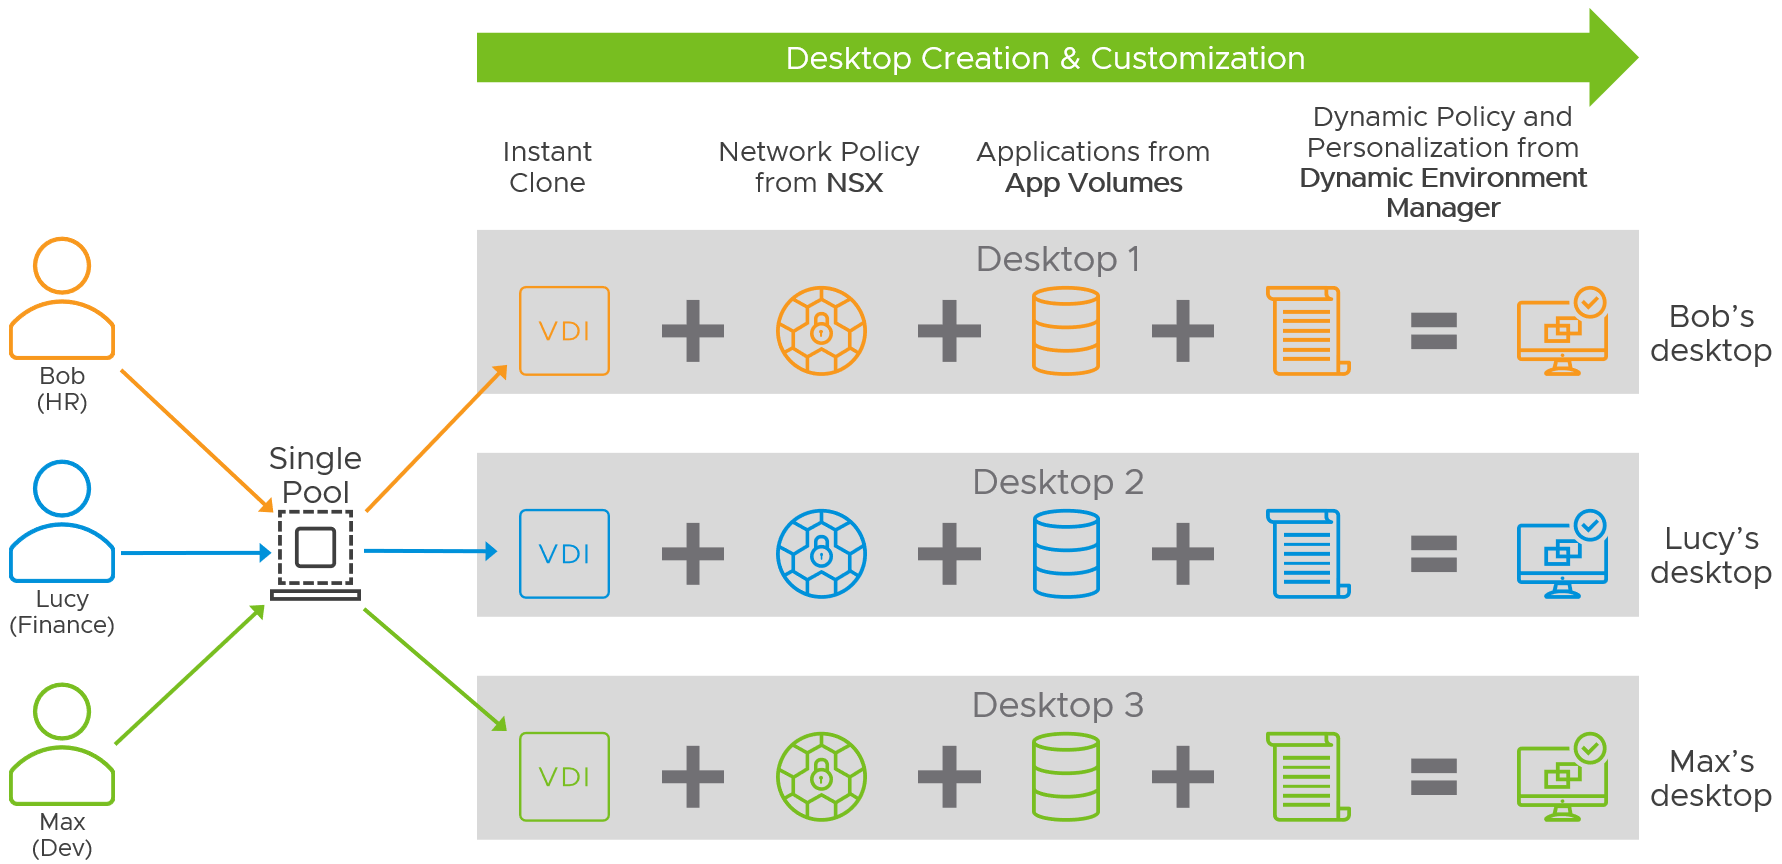 Desktop Creation & Customization
Instant
Clone
Network Policy
from NSX
Applications from
App Volumes
Dynamic Policy and
Personalization from
Dynamic Environment
Manager
Bob
(HR)
Lucy
(Finance)
Max
(Dev)
Single
Pool
Desktop 1
VDI
Bob’s
desktop
Desktop 2
VDI
Lucy’s
desktop
Desktop 3
VDI
Max’s
desktop